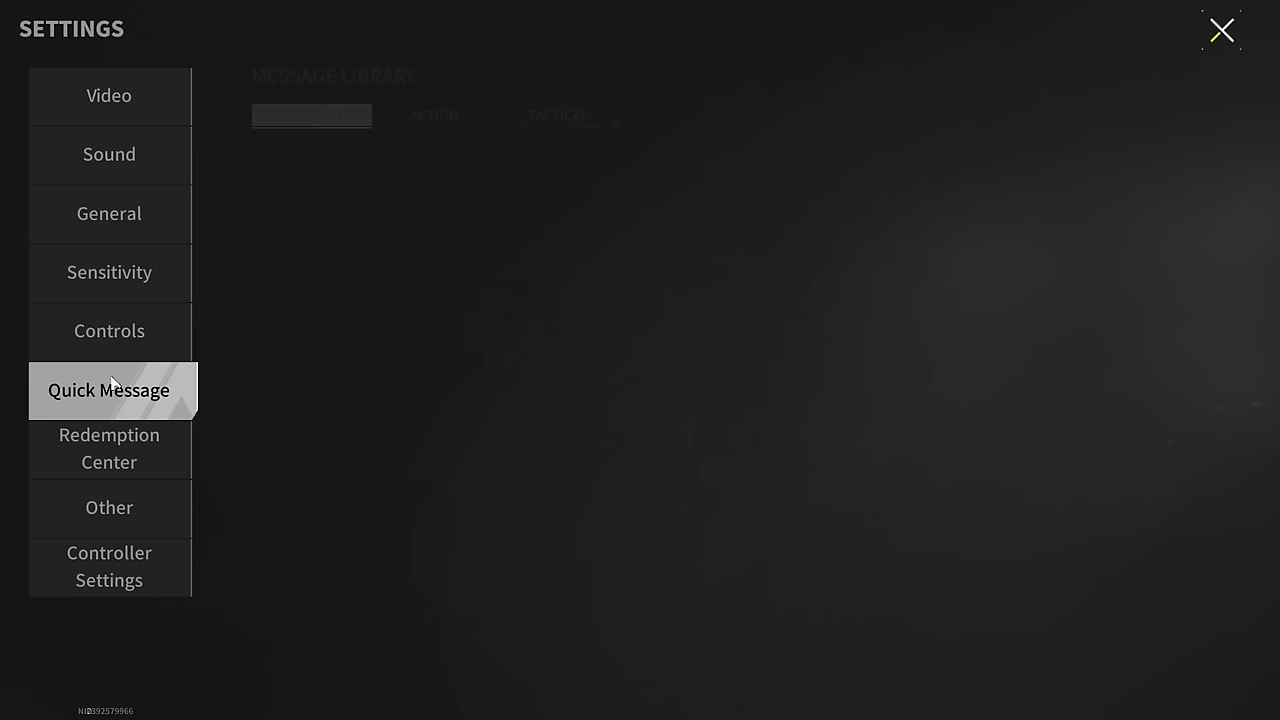 SETTINGS
Video
Sound
General
Sensitivity
Controls
Quick Message
Redemption
Center
Other
Controller
Settings
MESSAGE LIBRARY
ACTION
TACTICAL